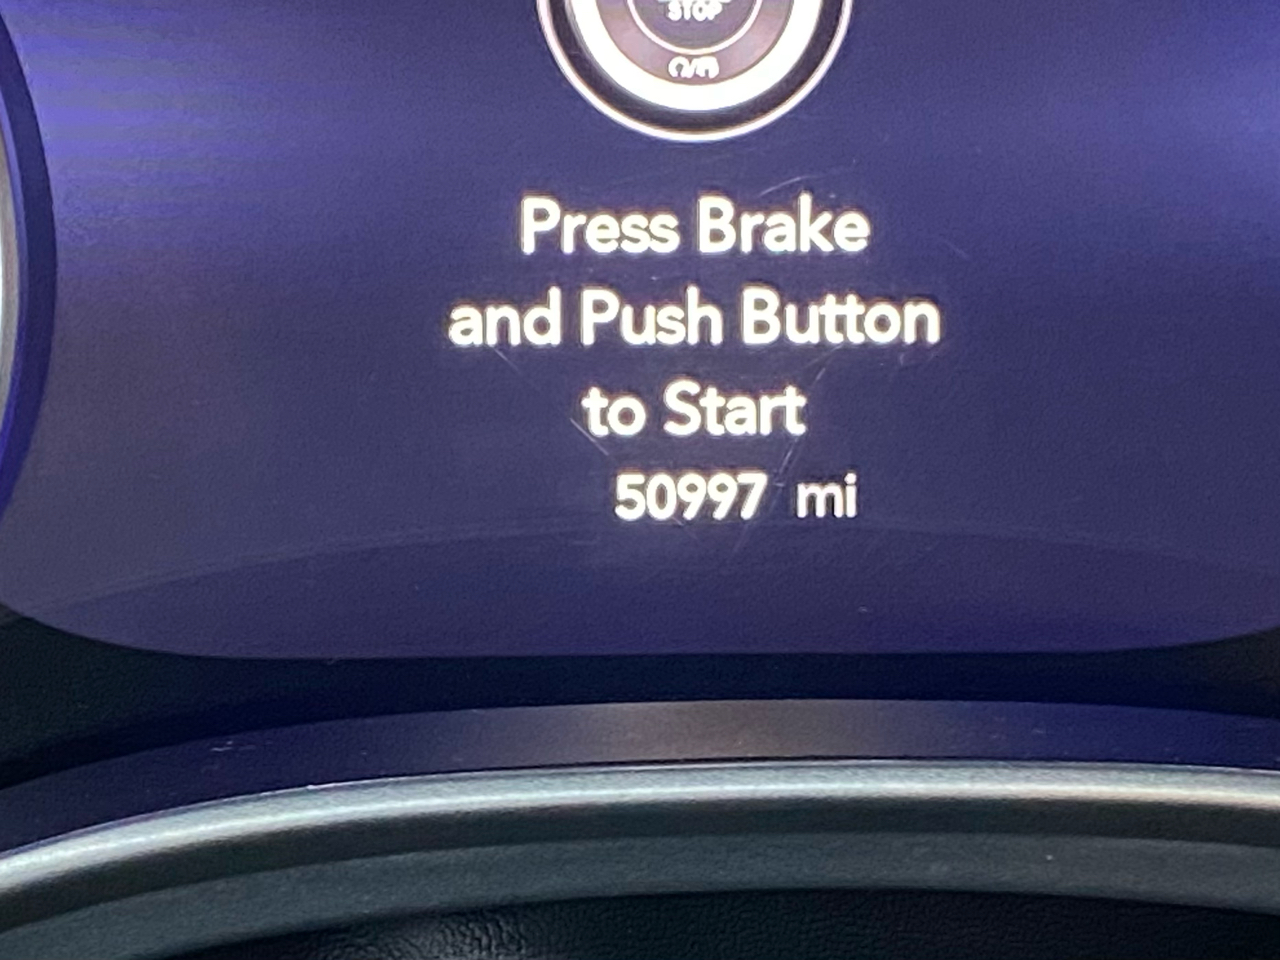 STOP
Press Brake
and Push Button
to Start
50997 mi